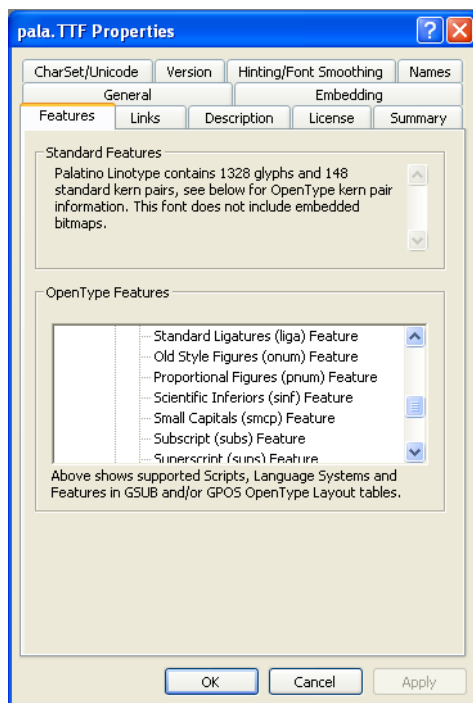 pala.TTF Properties
CharSet/Unicode Version Hinting/Font Smoothing Names
General Embedding
Features Links Description License Summary
Standard Features
Palatino Linotype contains 1328 glyphs and 148
standard kern pairs, see below for OpenType kern pair
information. This font does not include embedded
bitmaps.
OpenType Features
Standard Ligatures (liga) Feature
Old Style Figures (onum) Feature
Proportional Figures (pnum) Feature
Scientific Inferiors (sinf) Feature
Small Capitals (smcp) Feature
Subscript (subs) Feature
Superscript (sups) Feature
Above shows supported Scripts, Language Systems and
Features in GSUB and/or GPOS OpenType Layout tables.
OK Cancel Apply